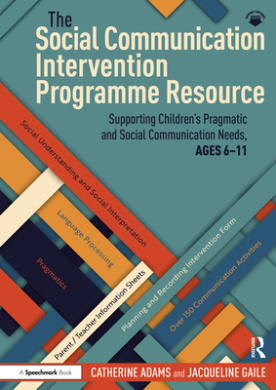 The
Social Communication
Intervention
Programme Resource
Supporting Children's Pragmatic
and Social Communication Needs,
AGES 6–11
Social Understanding and Social Interpretation
Language Processing
Pragmatics
Parent / Teacher Information Sheets
Planning and Recording Intervention Form
Over 150 Communication Activities
Routledge
A Speechmark Book
CATHERINE ADAMS and JACQUELINE GAILE